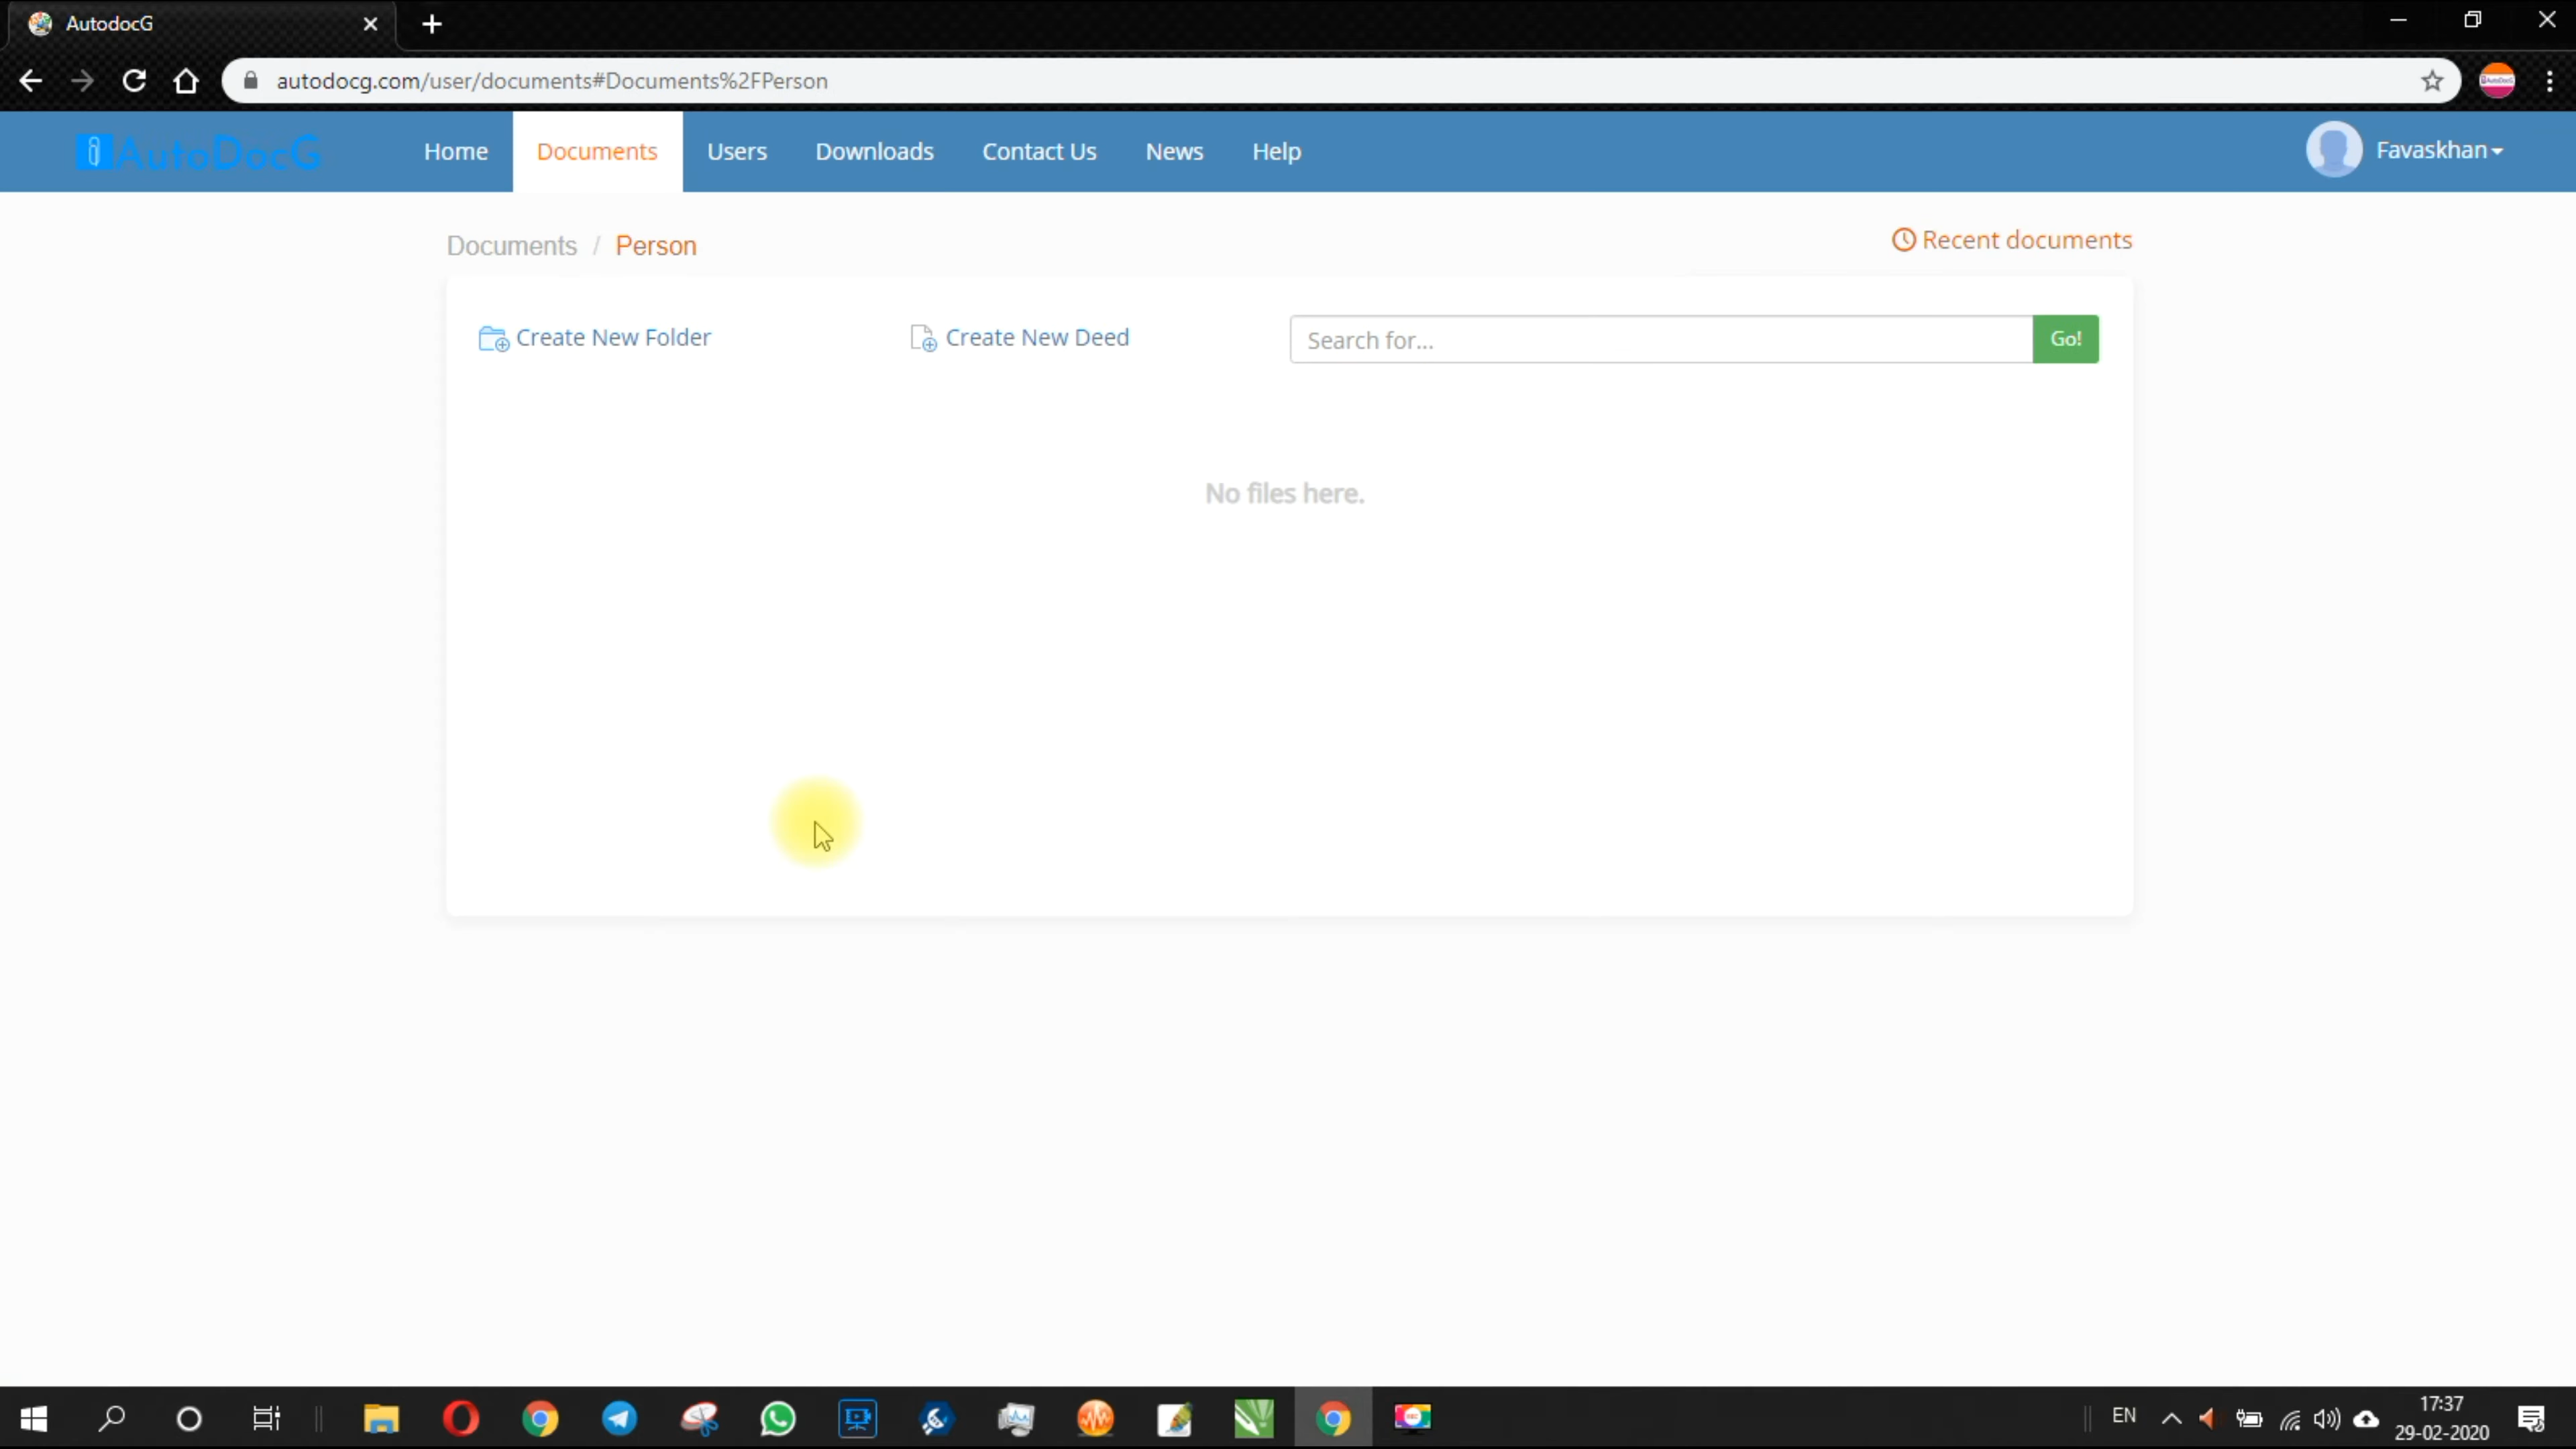 AutodocG
autodocg.com/user/documents#Documents%2FPerson
AutoDocG
Home
Documents
Users
Downloads
Contact Us
News
Help
Favaskhan
Documents / Person
Recent documents
Create New Folder
Create New Deed
Search for...
Go!
No files here.
EN
17:37
29-02-2020